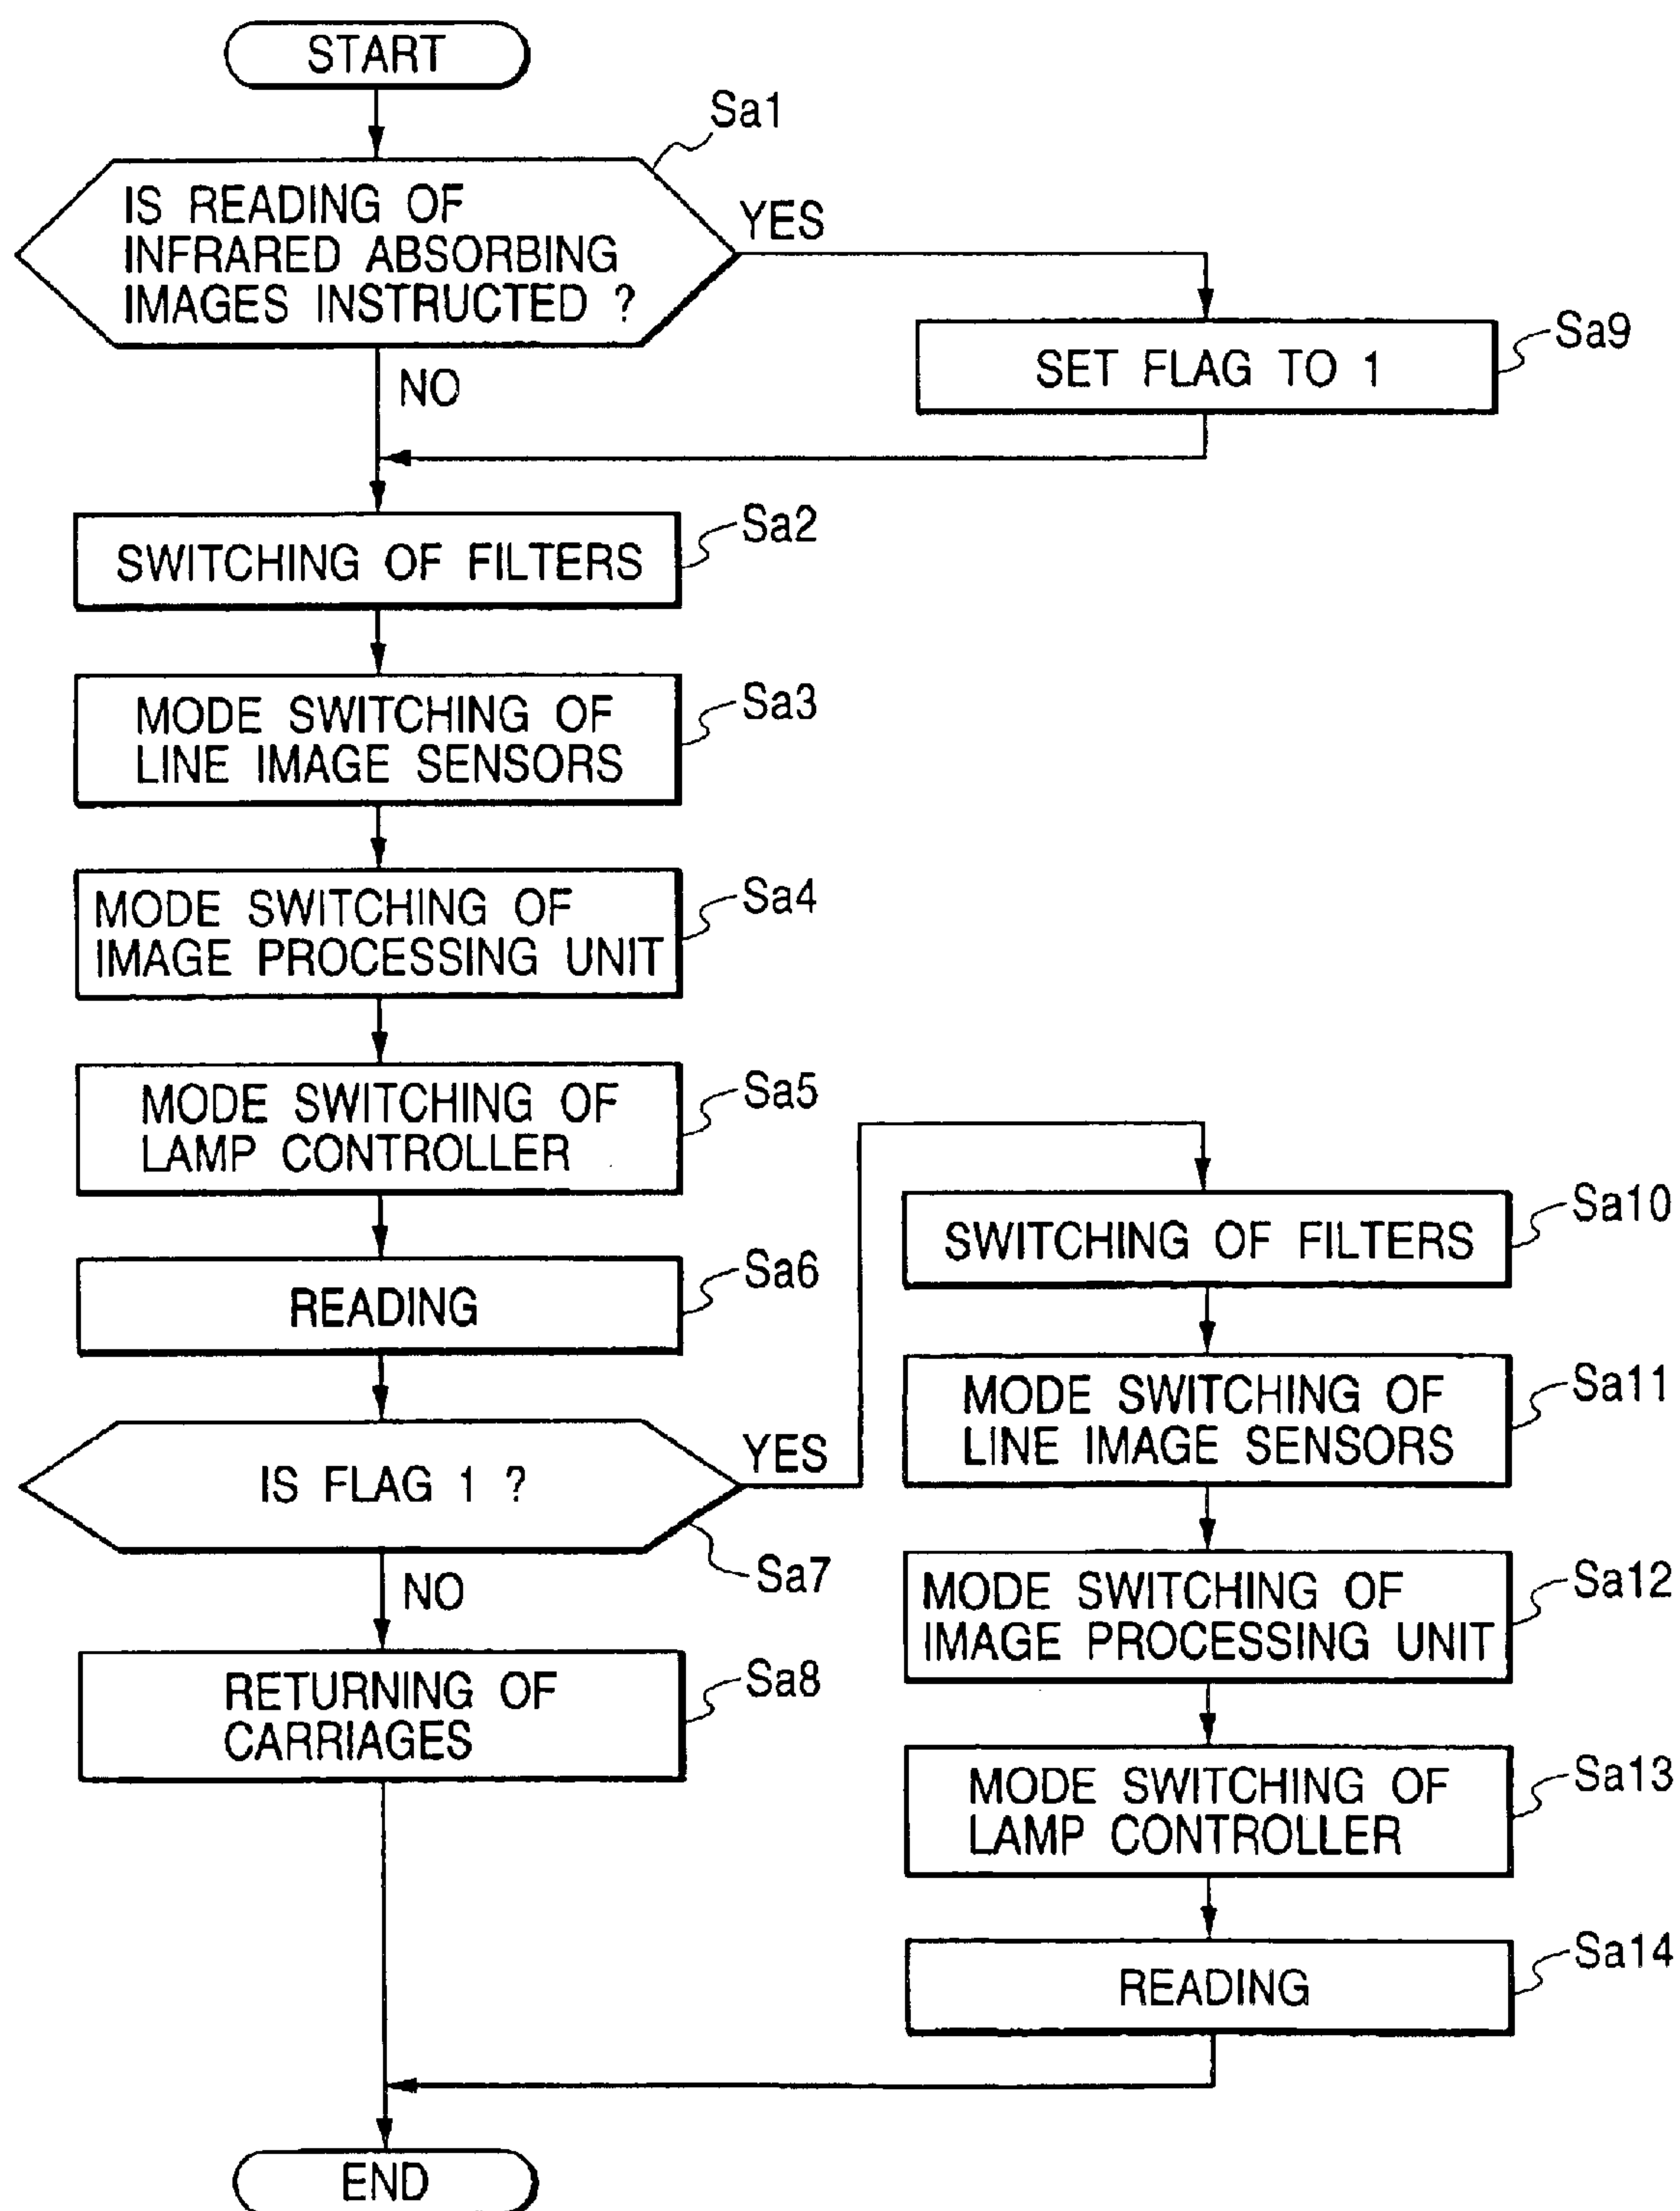 START
Sa1
IS READING OF
INFRARED ABSORBING
IMAGES INSTRUCTED ?
YES
NO
SET FLAG TO 1
Sa9
SWITCHING OF FILTERS
Sa2
MODE SWITCHING OF
LINE IMAGE SENSORS
Sa3
MODE SWITCHING OF
IMAGE PROCESSING UNIT
Sa4
MODE SWITCHING OF
LAMP CONTROLLER
Sa5
READING
Sa6
IS FLAG 1 ?
YES
Sa7
NO
RETURNING OF
CARRIAGES
Sa8
SWITCHING OF FILTERS
Sa10
MODE SWITCHING OF
LINE IMAGE SENSORS
Sa11
MODE SWITCHING OF
IMAGE PROCESSING UNIT
Sa12
MODE SWITCHING OF
LAMP CONTROLLER
Sa13
READING
Sa14
END